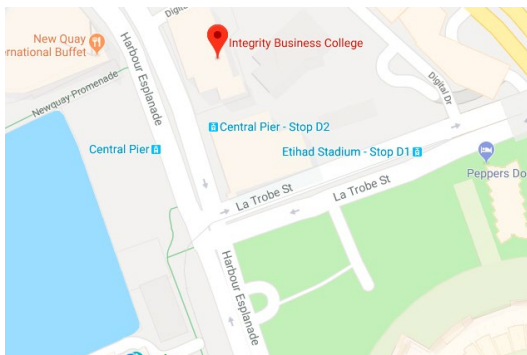 Digital
New Quay
ernational Buffet
Integrity Business College
Harbour Esplanade
Newquay Promenade
Digital Dr
Central Pier - Stop D2
Central Pier
Etihad Stadium - Stop D1
Peppers Do
La Trobe St
La Trobe St
Harbour Esplanade